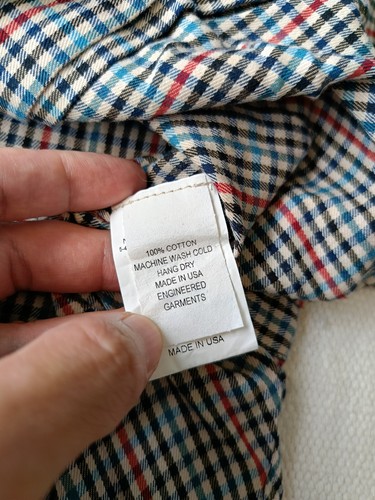 100% COTTON
MACHINE WASH COLD
HANG DRY
MADE IN USA
ENGINEERED
GARMENTS
MADE IN USA